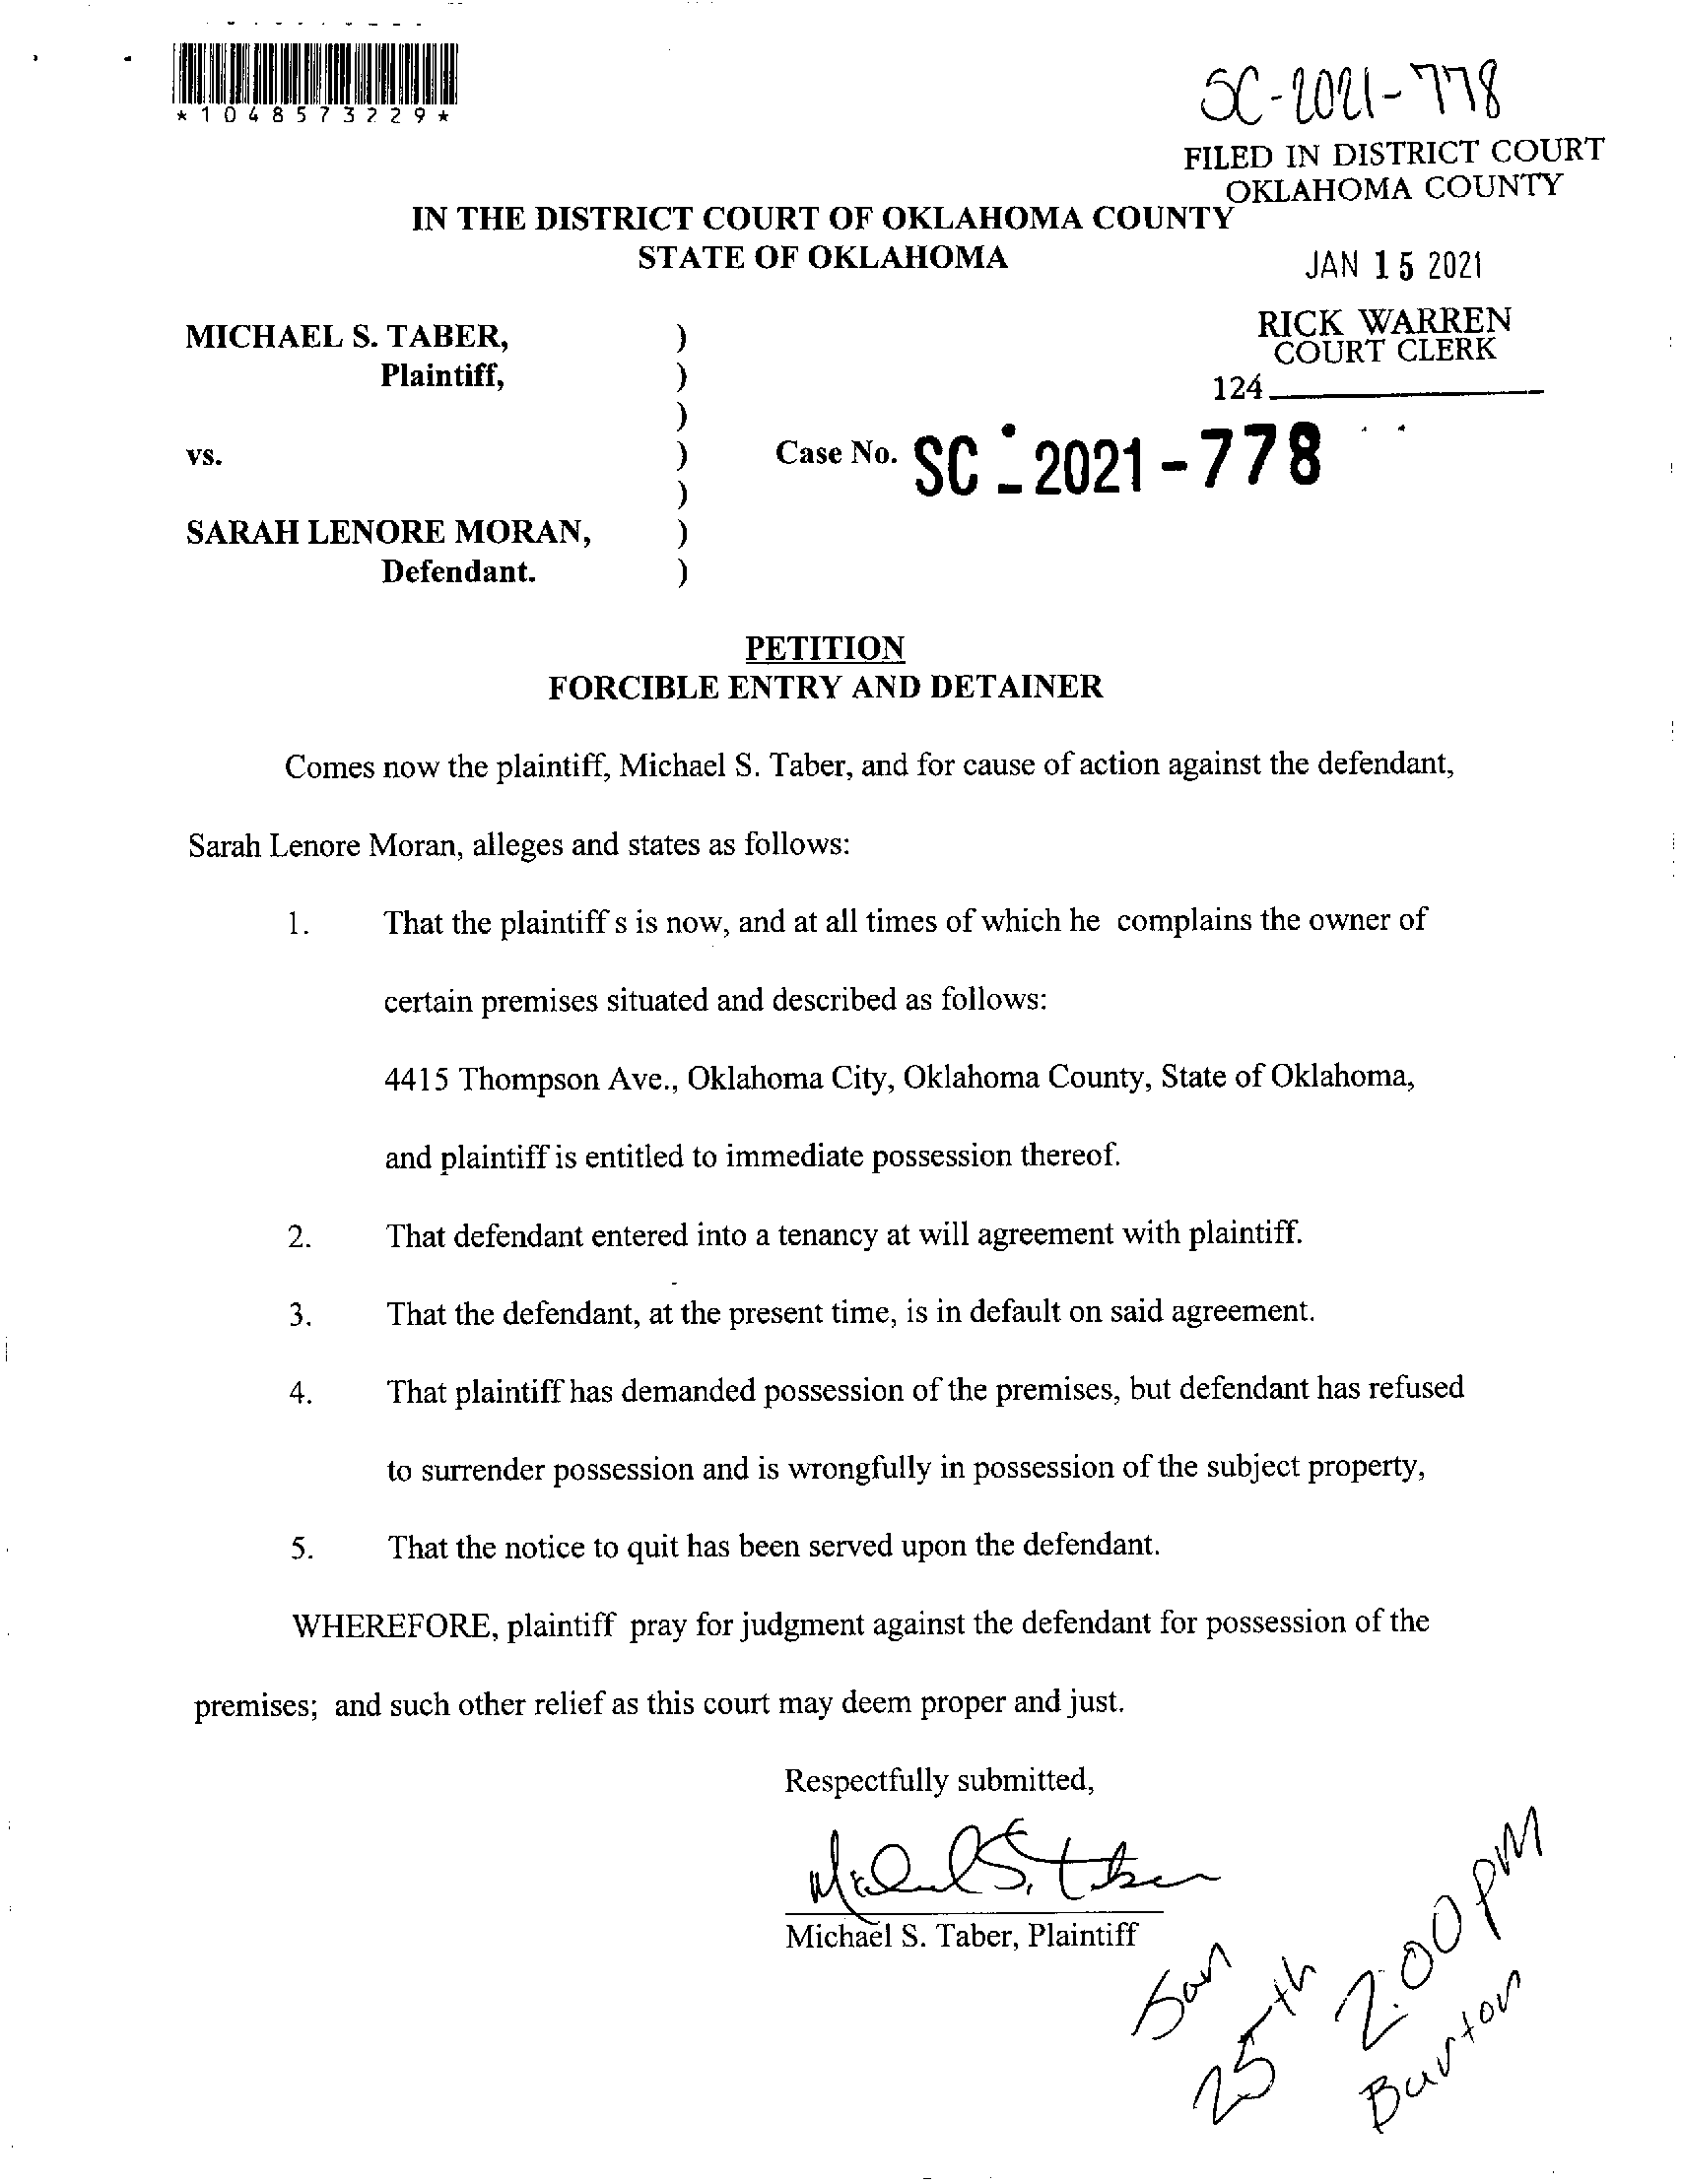 *1048573229*
SC-2021-778
FILED IN DISTRICT COURT
OKLAHOMA COUNTY
IN THE DISTRICT COURT OF OKLAHOMA COUNTY
STATE OF OKLAHOMA
JAN 15 2021
RICK WARREN
COURT CLERK
124
MICHAEL S. TABER, )
Plaintiff, )
)
vs. ) Case No. SC-2021-778
)
SARAH LENORE MORAN, )
Defendant. )
PETITION
FORCIBLE ENTRY AND DETAINER
Comes now the plaintiff, Michael S. Taber, and for cause of action against the defendant,
Sarah Lenore Moran, alleges and states as follows:
1. That the plaintiff s is now, and at all times of which he complains the owner of
certain premises situated and described as follows:
4415 Thompson Ave., Oklahoma City, Oklahoma County, State of Oklahoma,
and plaintiff is entitled to immediate possession thereof.
2. That defendant entered into a tenancy at will agreement with plaintiff.
3. That the defendant, at the present time, is in default on said agreement.
4. That plaintiff has demanded possession of the premises, but defendant has refused
to surrender possession and is wrongfully in possession of the subject property,
5. That the notice to quit has been served upon the defendant.
WHEREFORE, plaintiff pray for judgment against the defendant for possession of the
premises; and such other relief as this court may deem proper and just.
Respectfully submitted,
Michael S. Taber
Michael S. Taber, Plaintiff
Jan
25th
2:00 PM
Burton